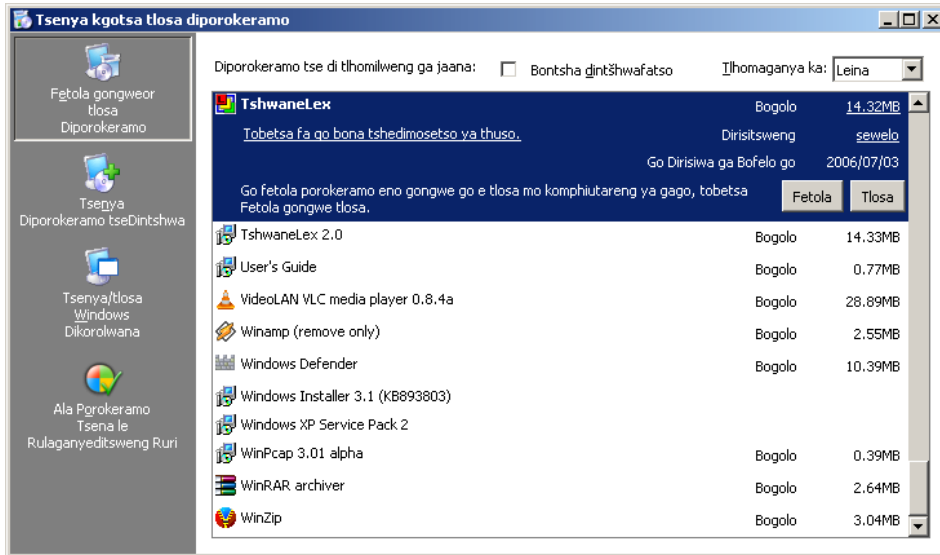 Tsenya kgotsa tlosa diporokeramo
Fetola gongweor
tlosa
Diporokeramo
Tsenya
Diporokeramo tseDintshwa
Tsenya/tlosa
Windows
Dikorolwana
Ala Porokeramo
Tsena le
Rulaganyeditsweng Ruri
Diporokeramo tse di tlhomilweng ga jaana: Bontsha dintšhwafatso Tlhomaganya ka: Leina
TshwaneLex Bogolo 14.32MB
Tobetsa fa go bona tshedimosetso ya thuso. Dirisitsweng sewelo
Go Dirisiwa ga Bofelo go 2006/07/03
Go fetola porokeramo eno gongwe go e tlosa mo komphiutareng ya gago, tobetsa
Fetola gongwe tlosa.
Fetola Tlosa
TshwaneLex 2.0 Bogolo 14.33MB
User's Guide Bogolo 0.77MB
VideoLAN VLC media player 0.8.4a Bogolo 28.89MB
Winamp (remove only) Bogolo 2.55MB
Windows Defender Bogolo 10.39MB
Windows Installer 3.1 (KB893803)
Windows XP Service Pack 2
WinPcap 3.01 alpha Bogolo 0.39MB
WinRAR archiver Bogolo 2.64MB
WinZip Bogolo 3.04MB